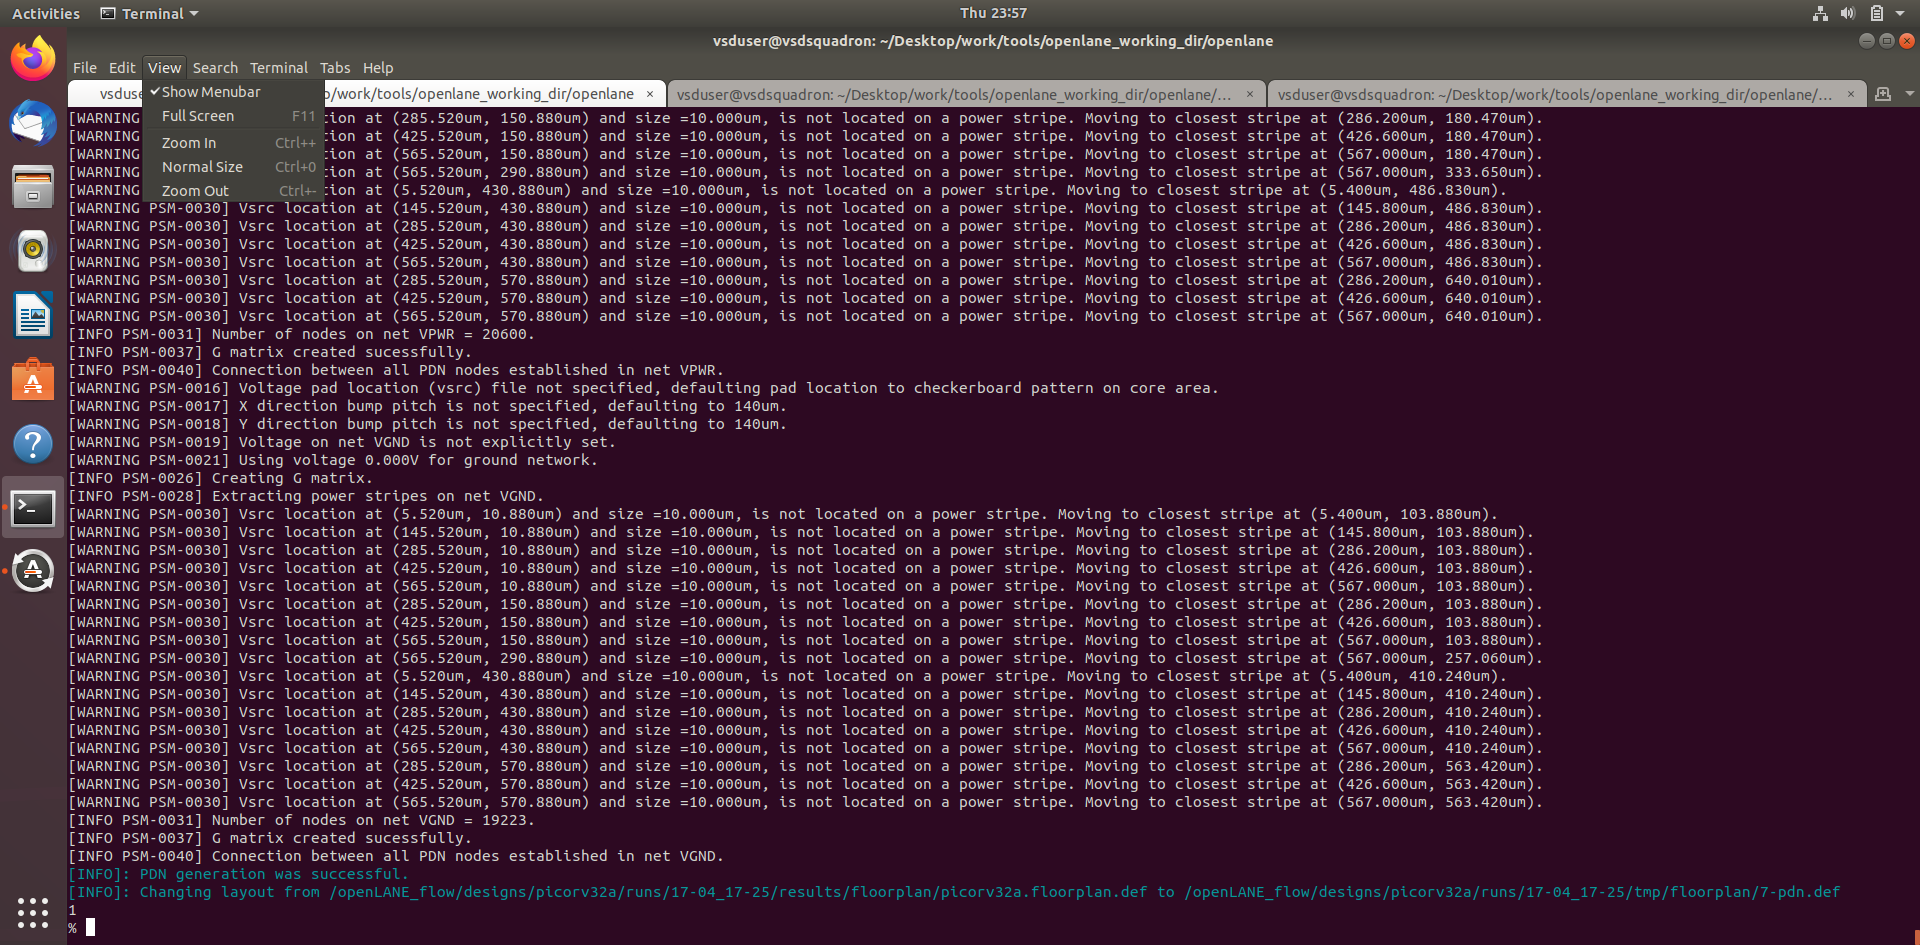 Activities Terminal Thu 23:57
vsduser@vsdsquadron: ~/Desktop/work/tools/openlane_working_dir/openlane
File Edit View Search Terminal Tabs Help
vsduse /work/tools/openlane_working_dir/openlane × vsduser@vsdsquadron: ~/Desktop/work/tools/openlane_working_dir/openlane/... × vsduser@vsdsquadron: ~/Desktop/work/tools/openlane_working_dir/openlane/... ×
✓Show Menubar
Full Screen F11
Zoom In Ctrl++
Normal Size Ctrl+0
Zoom Out Ctrl+-
[WARNING tion at (285.520um, 150.880um) and size =10.000um, is not located on a power stripe. Moving to closest stripe at (286.200um, 180.470um).
[WARNING tion at (425.520um, 150.880um) and size =10.000um, is not located on a power stripe. Moving to closest stripe at (426.600um, 180.470um).
[WARNING tion at (565.520um, 150.880um) and size =10.000um, is not located on a power stripe. Moving to closest stripe at (567.000um, 180.470um).
[WARNING tion at (565.520um, 290.880um) and size =10.000um, is not located on a power stripe. Moving to closest stripe at (567.000um, 333.650um).
[WARNING tion at (5.520um, 430.880um) and size =10.000um, is not located on a power stripe. Moving to closest stripe at (5.400um, 486.830um).
[WARNING PSM-0030] Vsrc location at (145.520um, 430.880um) and size =10.000um, is not located on a power stripe. Moving to closest stripe at (145.800um, 486.830um).
[WARNING PSM-0030] Vsrc location at (285.520um, 430.880um) and size =10.000um, is not located on a power stripe. Moving to closest stripe at (286.200um, 486.830um).
[WARNING PSM-0030] Vsrc location at (425.520um, 430.880um) and size =10.000um, is not located on a power stripe. Moving to closest stripe at (426.600um, 486.830um).
[WARNING PSM-0030] Vsrc location at (565.520um, 430.880um) and size =10.000um, is not located on a power stripe. Moving to closest stripe at (567.000um, 486.830um).
[WARNING PSM-0030] Vsrc location at (285.520um, 570.880um) and size =10.000um, is not located on a power stripe. Moving to closest stripe at (286.200um, 640.010um).
[WARNING PSM-0030] Vsrc location at (425.520um, 570.880um) and size =10.000um, is not located on a power stripe. Moving to closest stripe at (426.600um, 640.010um).
[WARNING PSM-0030] Vsrc location at (565.520um, 570.880um) and size =10.000um, is not located on a power stripe. Moving to closest stripe at (567.000um, 640.010um).
[INFO PSM-0031] Number of nodes on net VPWR = 20600.
[INFO PSM-0037] G matrix created sucessfully.
[INFO PSM-0040] Connection between all PDN nodes established in net VPWR.
[WARNING PSM-0016] Voltage pad location (vsrc) file not specified, defaulting pad location to checkerboard pattern on core area.
[WARNING PSM-0017] X direction bump pitch is not specified, defaulting to 140um.
[WARNING PSM-0018] Y direction bump pitch is not specified, defaulting to 140um.
[WARNING PSM-0019] Voltage on net VGND is not explicitly set.
[WARNING PSM-0021] Using voltage 0.000V for ground network.
[INFO PSM-0026] Creating G matrix.
[INFO PSM-0028] Extracting power stripes on net VGND.
[WARNING PSM-0030] Vsrc location at (5.520um, 10.880um) and size =10.000um, is not located on a power stripe. Moving to closest stripe at (5.400um, 103.880um).
[WARNING PSM-0030] Vsrc location at (145.520um, 10.880um) and size =10.000um, is not located on a power stripe. Moving to closest stripe at (145.800um, 103.880um).
[WARNING PSM-0030] Vsrc location at (285.520um, 10.880um) and size =10.000um, is not located on a power stripe. Moving to closest stripe at (286.200um, 103.880um).
[WARNING PSM-0030] Vsrc location at (425.520um, 10.880um) and size =10.000um, is not located on a power stripe. Moving to closest stripe at (426.600um, 103.880um).
[WARNING PSM-0030] Vsrc location at (565.520um, 10.880um) and size =10.000um, is not located on a power stripe. Moving to closest stripe at (567.000um, 103.880um).
[WARNING PSM-0030] Vsrc location at (285.520um, 150.880um) and size =10.000um, is not located on a power stripe. Moving to closest stripe at (286.200um, 103.880um).
[WARNING PSM-0030] Vsrc location at (425.520um, 150.880um) and size =10.000um, is not located on a power stripe. Moving to closest stripe at (426.600um, 103.880um).
[WARNING PSM-0030] Vsrc location at (565.520um, 150.880um) and size =10.000um, is not located on a power stripe. Moving to closest stripe at (567.000um, 103.880um).
[WARNING PSM-0030] Vsrc location at (565.520um, 290.880um) and size =10.000um, is not located on a power stripe. Moving to closest stripe at (567.000um, 257.060um).
[WARNING PSM-0030] Vsrc location at (5.520um, 430.880um) and size =10.000um, is not located on a power stripe. Moving to closest stripe at (5.400um, 410.240um).
[WARNING PSM-0030] Vsrc location at (145.520um, 430.880um) and size =10.000um, is not located on a power stripe. Moving to closest stripe at (145.800um, 410.240um).
[WARNING PSM-0030] Vsrc location at (285.520um, 430.880um) and size =10.000um, is not located on a power stripe. Moving to closest stripe at (286.200um, 410.240um).
[WARNING PSM-0030] Vsrc location at (425.520um, 430.880um) and size =10.000um, is not located on a power stripe. Moving to closest stripe at (426.600um, 410.240um).
[WARNING PSM-0030] Vsrc location at (565.520um, 430.880um) and size =10.000um, is not located on a power stripe. Moving to closest stripe at (567.000um, 410.240um).
[WARNING PSM-0030] Vsrc location at (285.520um, 570.880um) and size =10.000um, is not located on a power stripe. Moving to closest stripe at (286.200um, 563.420um).
[WARNING PSM-0030] Vsrc location at (425.520um, 570.880um) and size =10.000um, is not located on a power stripe. Moving to closest stripe at (426.600um, 563.420um).
[WARNING PSM-0030] Vsrc location at (565.520um, 570.880um) and size =10.000um, is not located on a power stripe. Moving to closest stripe at (567.000um, 563.420um).
[INFO PSM-0031] Number of nodes on net VGND = 19223.
[INFO PSM-0037] G matrix created sucessfully.
[INFO PSM-0040] Connection between all PDN nodes established in net VGND.
[INFO]: PDN generation was successful.
[INFO]: Changing layout from /openLANE_flow/designs/picorv32a/runs/17-04_17-25/results/floorplan/picorv32a.floorplan.def to /openLANE_flow/designs/picorv32a/runs/17-04_17-25/tmp/floorplan/7-pdn.def
1
%